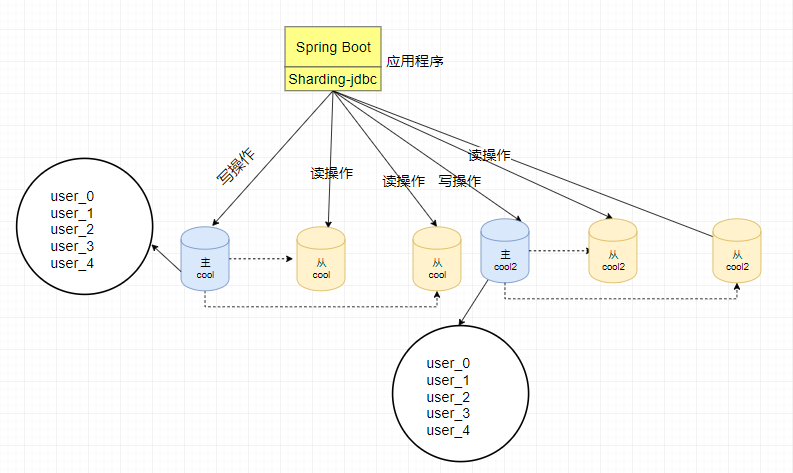 Spring Boot
Sharding-jdbc
应用程序
写操作
读操作
读操作
写操作
读操作
user_0
user_1
user_2
user_3
user_4
主
cool
从
cool
从
cool
主
cool2
从
cool2
从
cool2
user_0
user_1
user_2
user_3
user_4